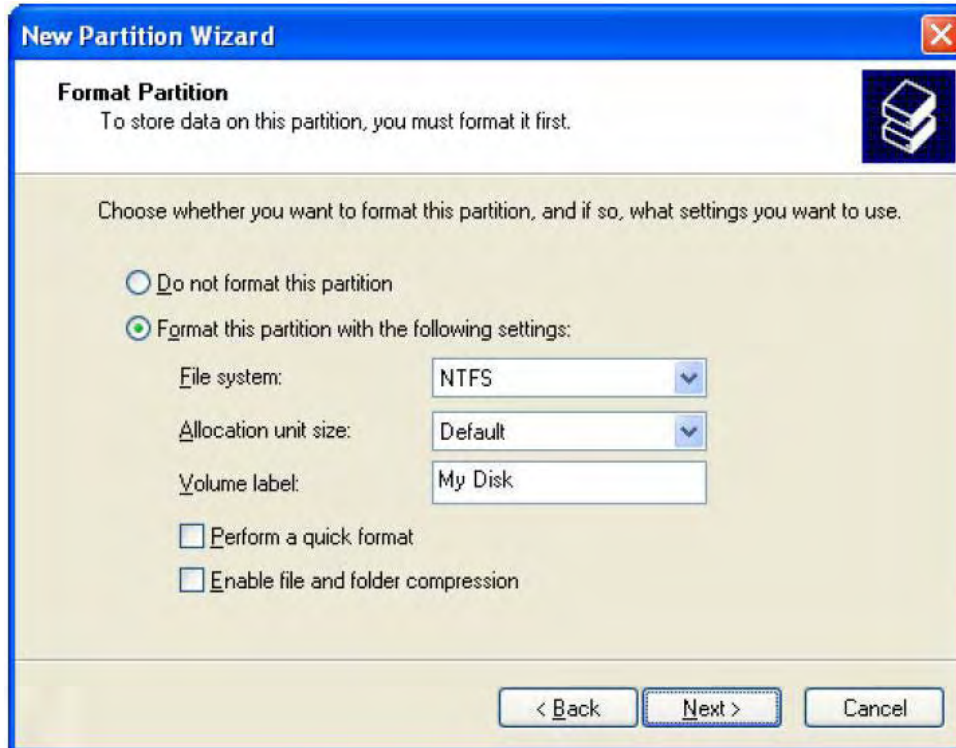 New Partition Wizard
Format Partition
To store data on this partition, you must format it first.
Choose whether you want to format this partition, and if so, what settings you want to use.
Do not format this partition
Format this partition with the following settings:
File system: NTFS
Allocation unit size: Default
Volume label: My Disk
Perform a quick format
Enable file and folder compression
< Back Next > Cancel